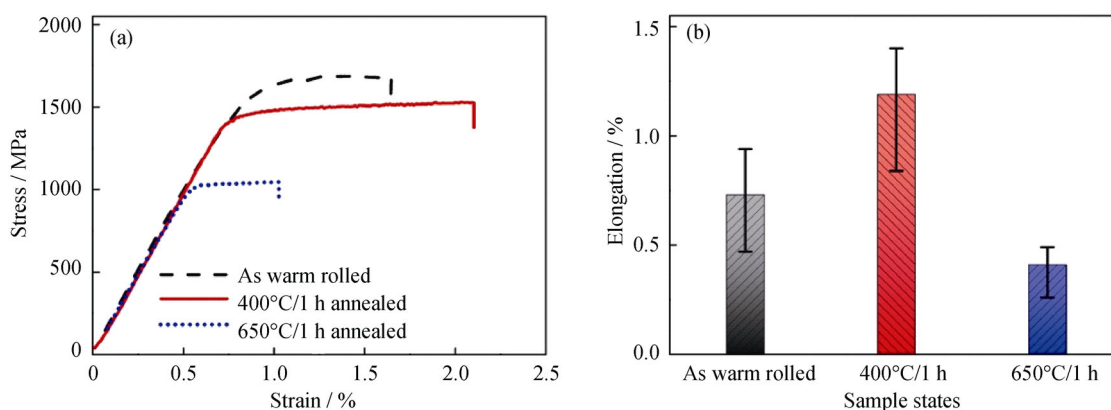 (a)
Stress / MPa
2000
1500
1000
500
0
As warm rolled
400°C/1 h annealed
650°C/1 h annealed
0 0.5 1.0 1.5 2.0 2.5
Strain / %
(b)
Elongation / %
1.5
1.0
0.5
0.0
As warm rolled 400°C/1 h 650°C/1 h
Sample states